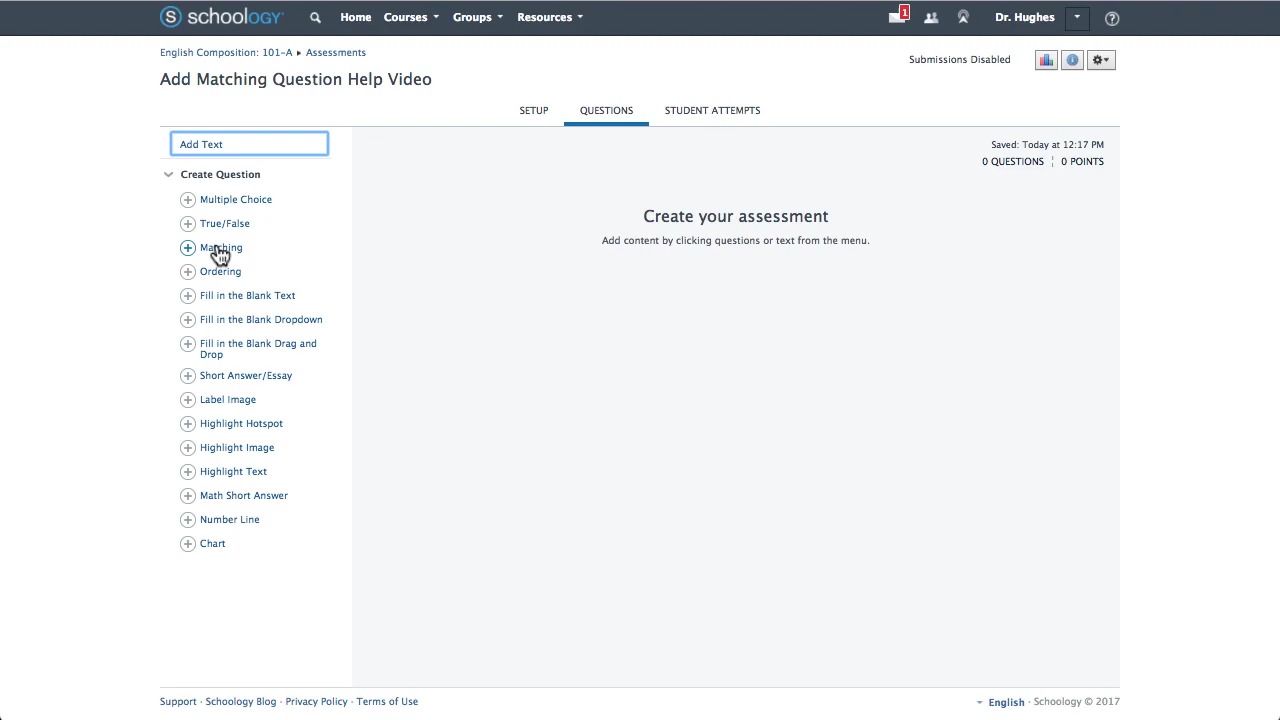 schoology Home Courses Groups Resources 1 Dr. Hughes
English Composition: 101-A ▸ Assessments
Submissions Disabled
Add Matching Question Help Video
SETUP QUESTIONS STUDENT ATTEMPTS
Add Text
Saved: Today at 12:17 PM
0 QUESTIONS 0 POINTS
Create Question
Multiple Choice
True/False
Matching
Ordering
Fill in the Blank Text
Fill in the Blank Dropdown
Fill in the Blank Drag and
Drop
Short Answer/Essay
Label Image
Highlight Hotspot
Highlight Image
Highlight Text
Math Short Answer
Number Line
Chart
Create your assessment
Add content by clicking questions or text from the menu.
Support · Schoology Blog · Privacy Policy · Terms of Use
English · Schoology © 2017